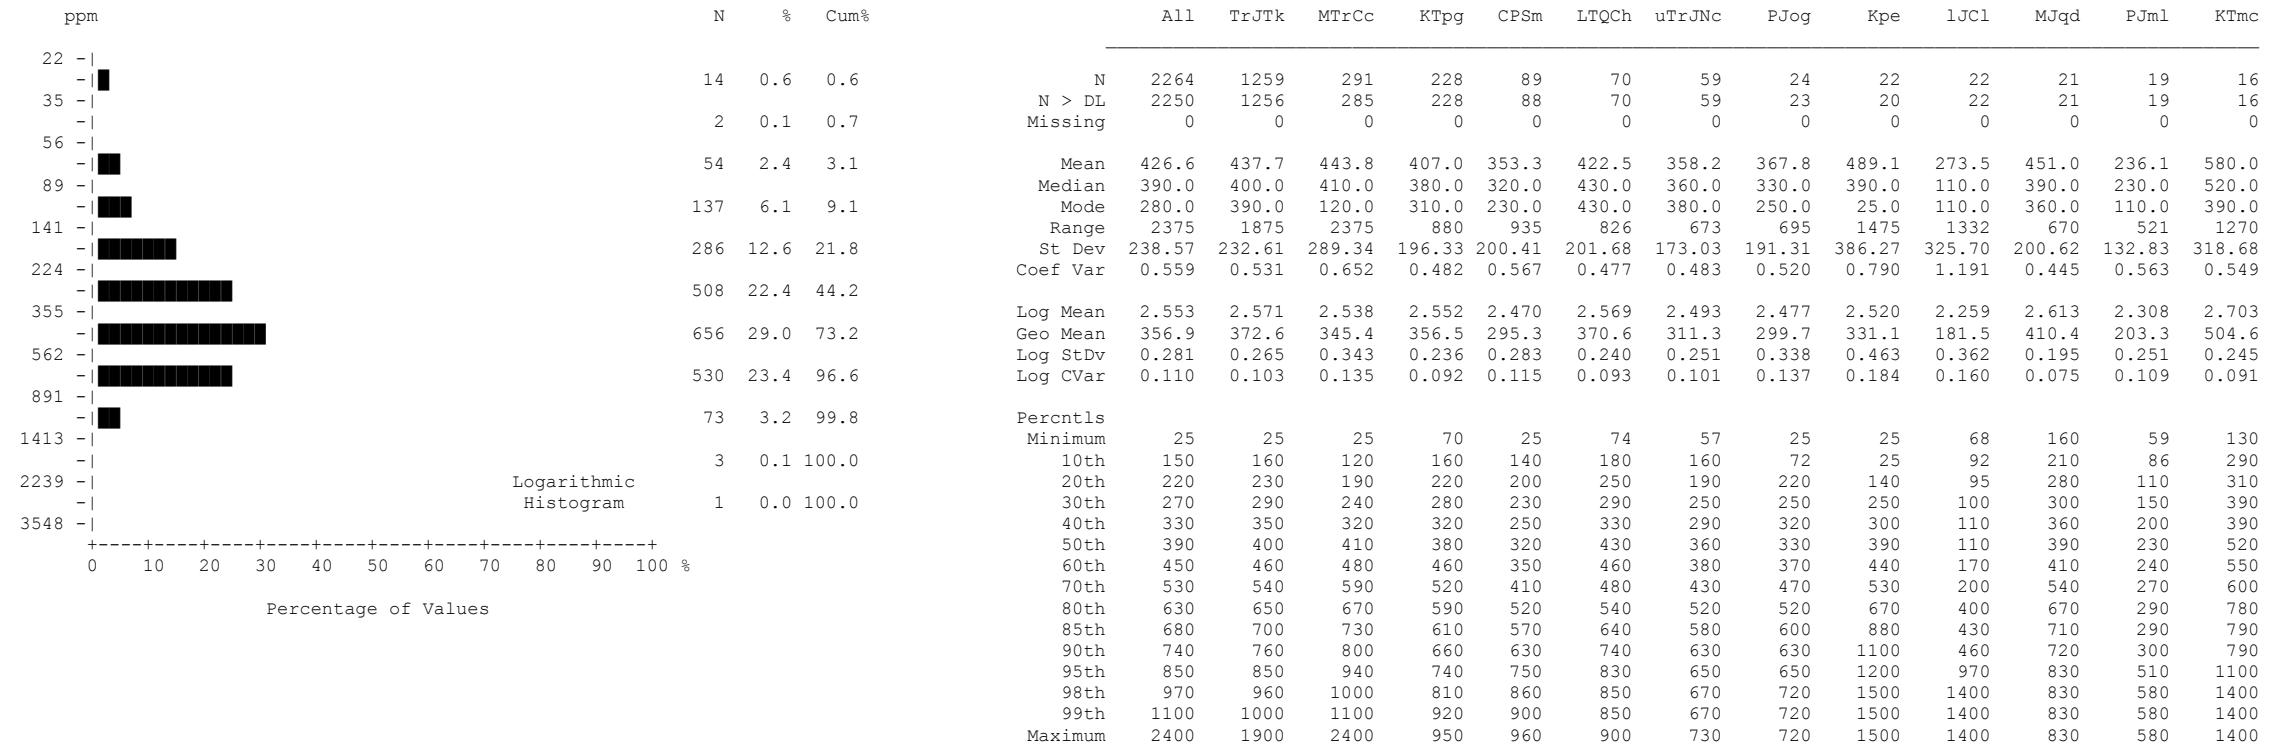 ppm N % Cum% All TrJTk MTrCc KTpg CPSm LTQCh uTrJNc PJog Kpe lJCl MJqd PJml KTmc
22 -|
-| 14 0.6 0.6 N 2264 1259 291 228 89 70 59 24 22 22 21 19 16
35 -| N > DL 2250 1256 285 228 88 70 59 23 20 22 21 19 16
-| 2 0.1 0.7 Missing 0 0 0 0 0 0 0 0 0 0 0 0 0
56 -|
-| 54 2.4 3.1 Mean 426.6 437.7 443.8 407.0 353.3 422.5 358.2 367.8 489.1 273.5 451.0 236.1 580.0
89 -| Median 390.0 400.0 410.0 380.0 320.0 430.0 360.0 330.0 390.0 110.0 390.0 230.0 520.0
-| 137 6.1 9.1 Mode 280.0 390.0 120.0 310.0 230.0 430.0 380.0 250.0 25.0 110.0 360.0 110.0 390.0
141 -| Range 2375 1875 2375 880 935 826 673 695 1475 1332 670 521 1270
-| 286 12.6 21.8 St Dev 238.57 232.61 289.34 196.33 200.41 201.68 173.03 191.31 386.27 325.70 200.62 132.83 318.68
224 -| Coef Var 0.559 0.531 0.652 0.482 0.567 0.477 0.483 0.520 0.790 1.191 0.445 0.563 0.549
-| 508 22.4 44.2
355 -| Log Mean 2.553 2.571 2.538 2.552 2.470 2.569 2.493 2.477 2.520 2.259 2.613 2.308 2.703
-| 656 29.0 73.2 Geo Mean 356.9 372.6 345.4 356.5 295.3 370.6 311.3 299.7 331.1 181.5 410.4 203.3 504.6
562 -| Log StDv 0.281 0.265 0.343 0.236 0.283 0.240 0.251 0.338 0.463 0.362 0.195 0.251 0.245
-| 530 23.4 96.6 Log CVar 0.110 0.103 0.135 0.092 0.115 0.093 0.101 0.137 0.184 0.160 0.075 0.109 0.091
891 -|
-| 73 3.2 99.8 Percntls
1413 -| Minimum 25 25 25 70 25 74 57 25 25 68 160 59 130
-| 3 0.1 100.0 10th 150 160 120 160 140 180 160 72 25 92 210 86 290
2239 -| Logarithmic 20th 220 230 190 220 200 250 190 220 140 95 280 110 310
-| Histogram 1 0.0 100.0 30th 270 290 240 280 230 290 250 250 250 100 300 150 390
3548 -| 40th 330 350 320 320 250 330 290 320 300 110 360 200 390
+----+----+----+----+----+----+----+----+----+----+ 50th 390 400 410 380 320 430 360 330 390 110 390 230 520
0 10 20 30 40 50 60 70 80 90 100 % 60th 450 460 480 460 350 460 380 370 440 170 410 240 550
70th 530 540 590 520 410 480 430 470 530 200 540 270 600
Percentage of Values 80th 630 650 670 590 520 540 520 520 670 400 670 290 780
85th 680 700 730 610 570 640 580 600 880 430 710 290 790
90th 740 760 800 660 630 740 630 630 1100 460 720 300 790
95th 850 850 940 740 750 830 650 650 1200 970 830 510 1100
98th 970 960 1000 810 860 850 670 720 1500 1400 830 580 1400
99th 1100 1000 1100 920 900 850 670 720 1500 1400 830 580 1400
Maximum 2400 1900 2400 950 960 900 730 720 1500 1400 830 580 1400